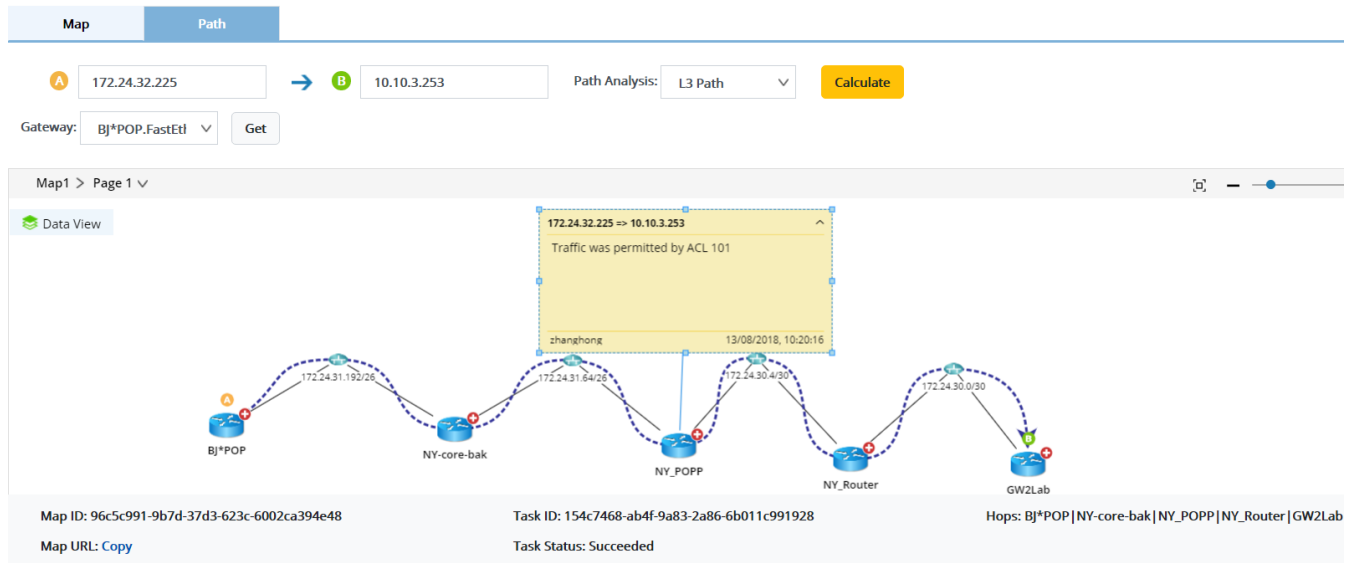 Map Path
A 172.24.32.225 B 10.10.3.253 Path Analysis: L3 Path Calculate
Gateway: BJ*POP.FastEtl Get
Map1 > Page 1
Data View
172.24.32.225 => 10.10.3.253
Traffic was permitted by ACL 101
zhanghong 13/08/2018, 10:20:16
172.24.31.192/26 172.24.31.64/26 172.24.30.4/30 172.24.30.0/30
A
B
BJ*POP NY-core-bak NY_POPP NY_Router GW2Lab
Map ID: 96c5c991-9b7d-37d3-623c-6002ca394e48 Task ID: 154c7468-ab4f-9a83-2a86-6b011c991928 Hops: BJ*POP|NY-core-bak|NY_POPP|NY_Router|GW2Lab
Map URL: Copy Task Status: Succeeded